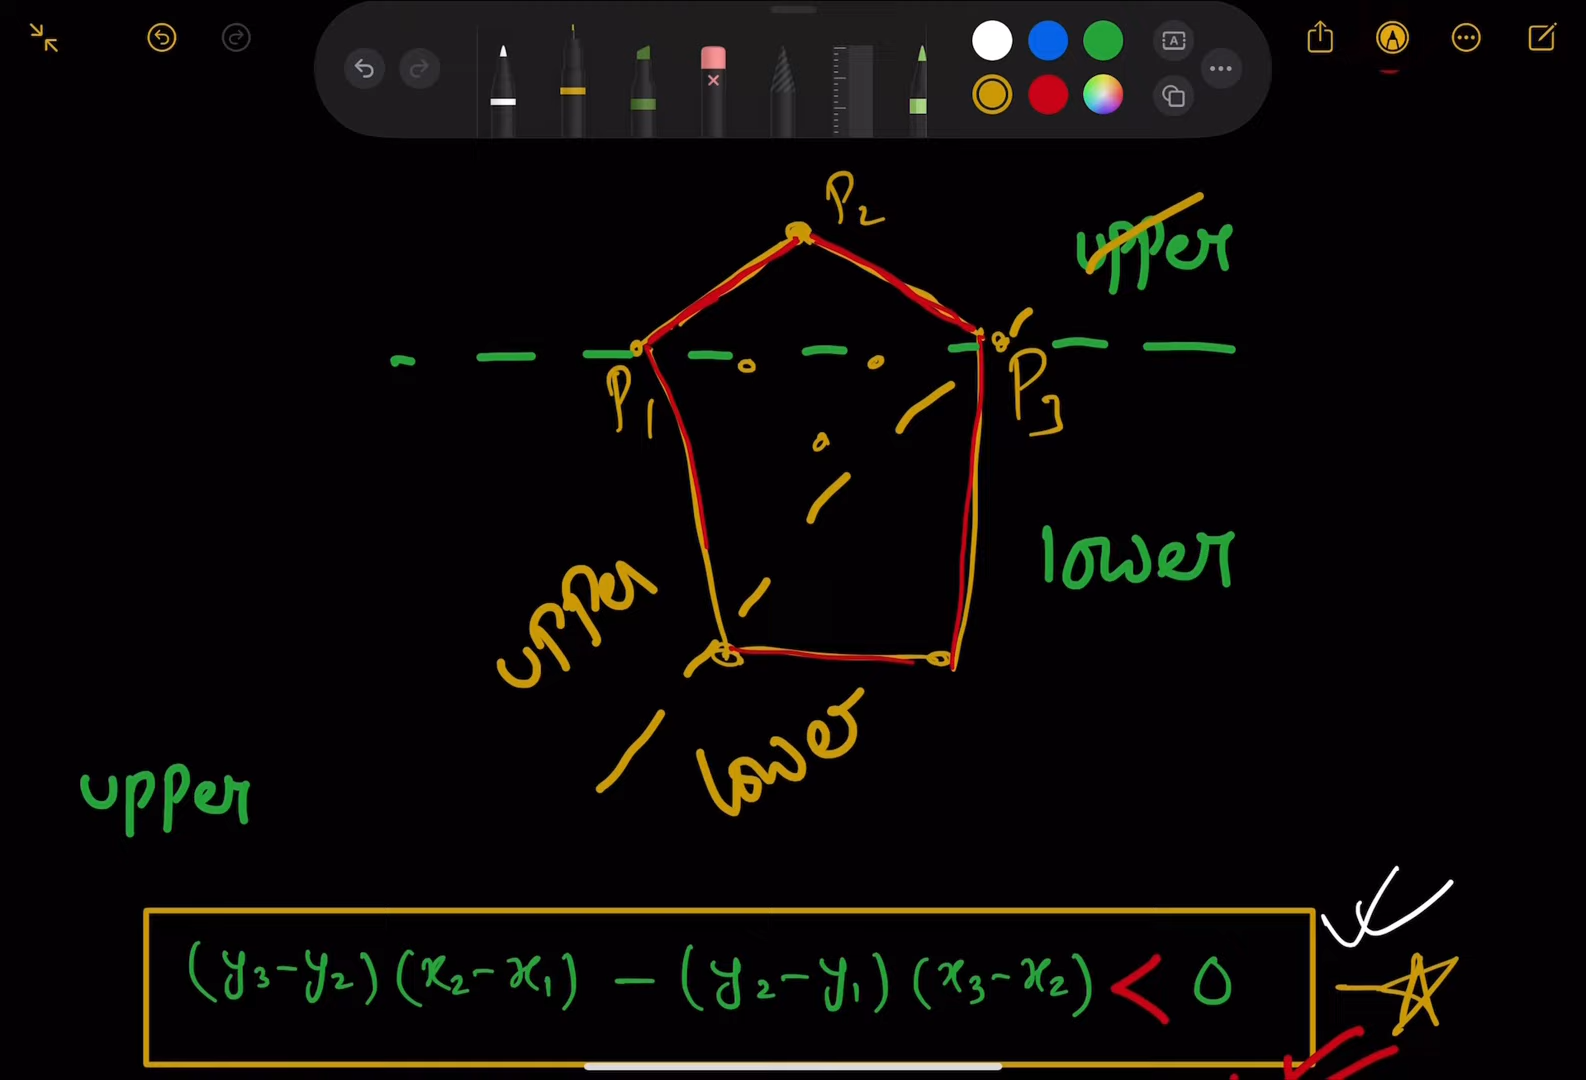 P2
upper
P1
P3
lower
upper
lower
upper
(y₃-y₂)(x₂-x₁) - (y₂-y₁)(x₃-x₂) < 0